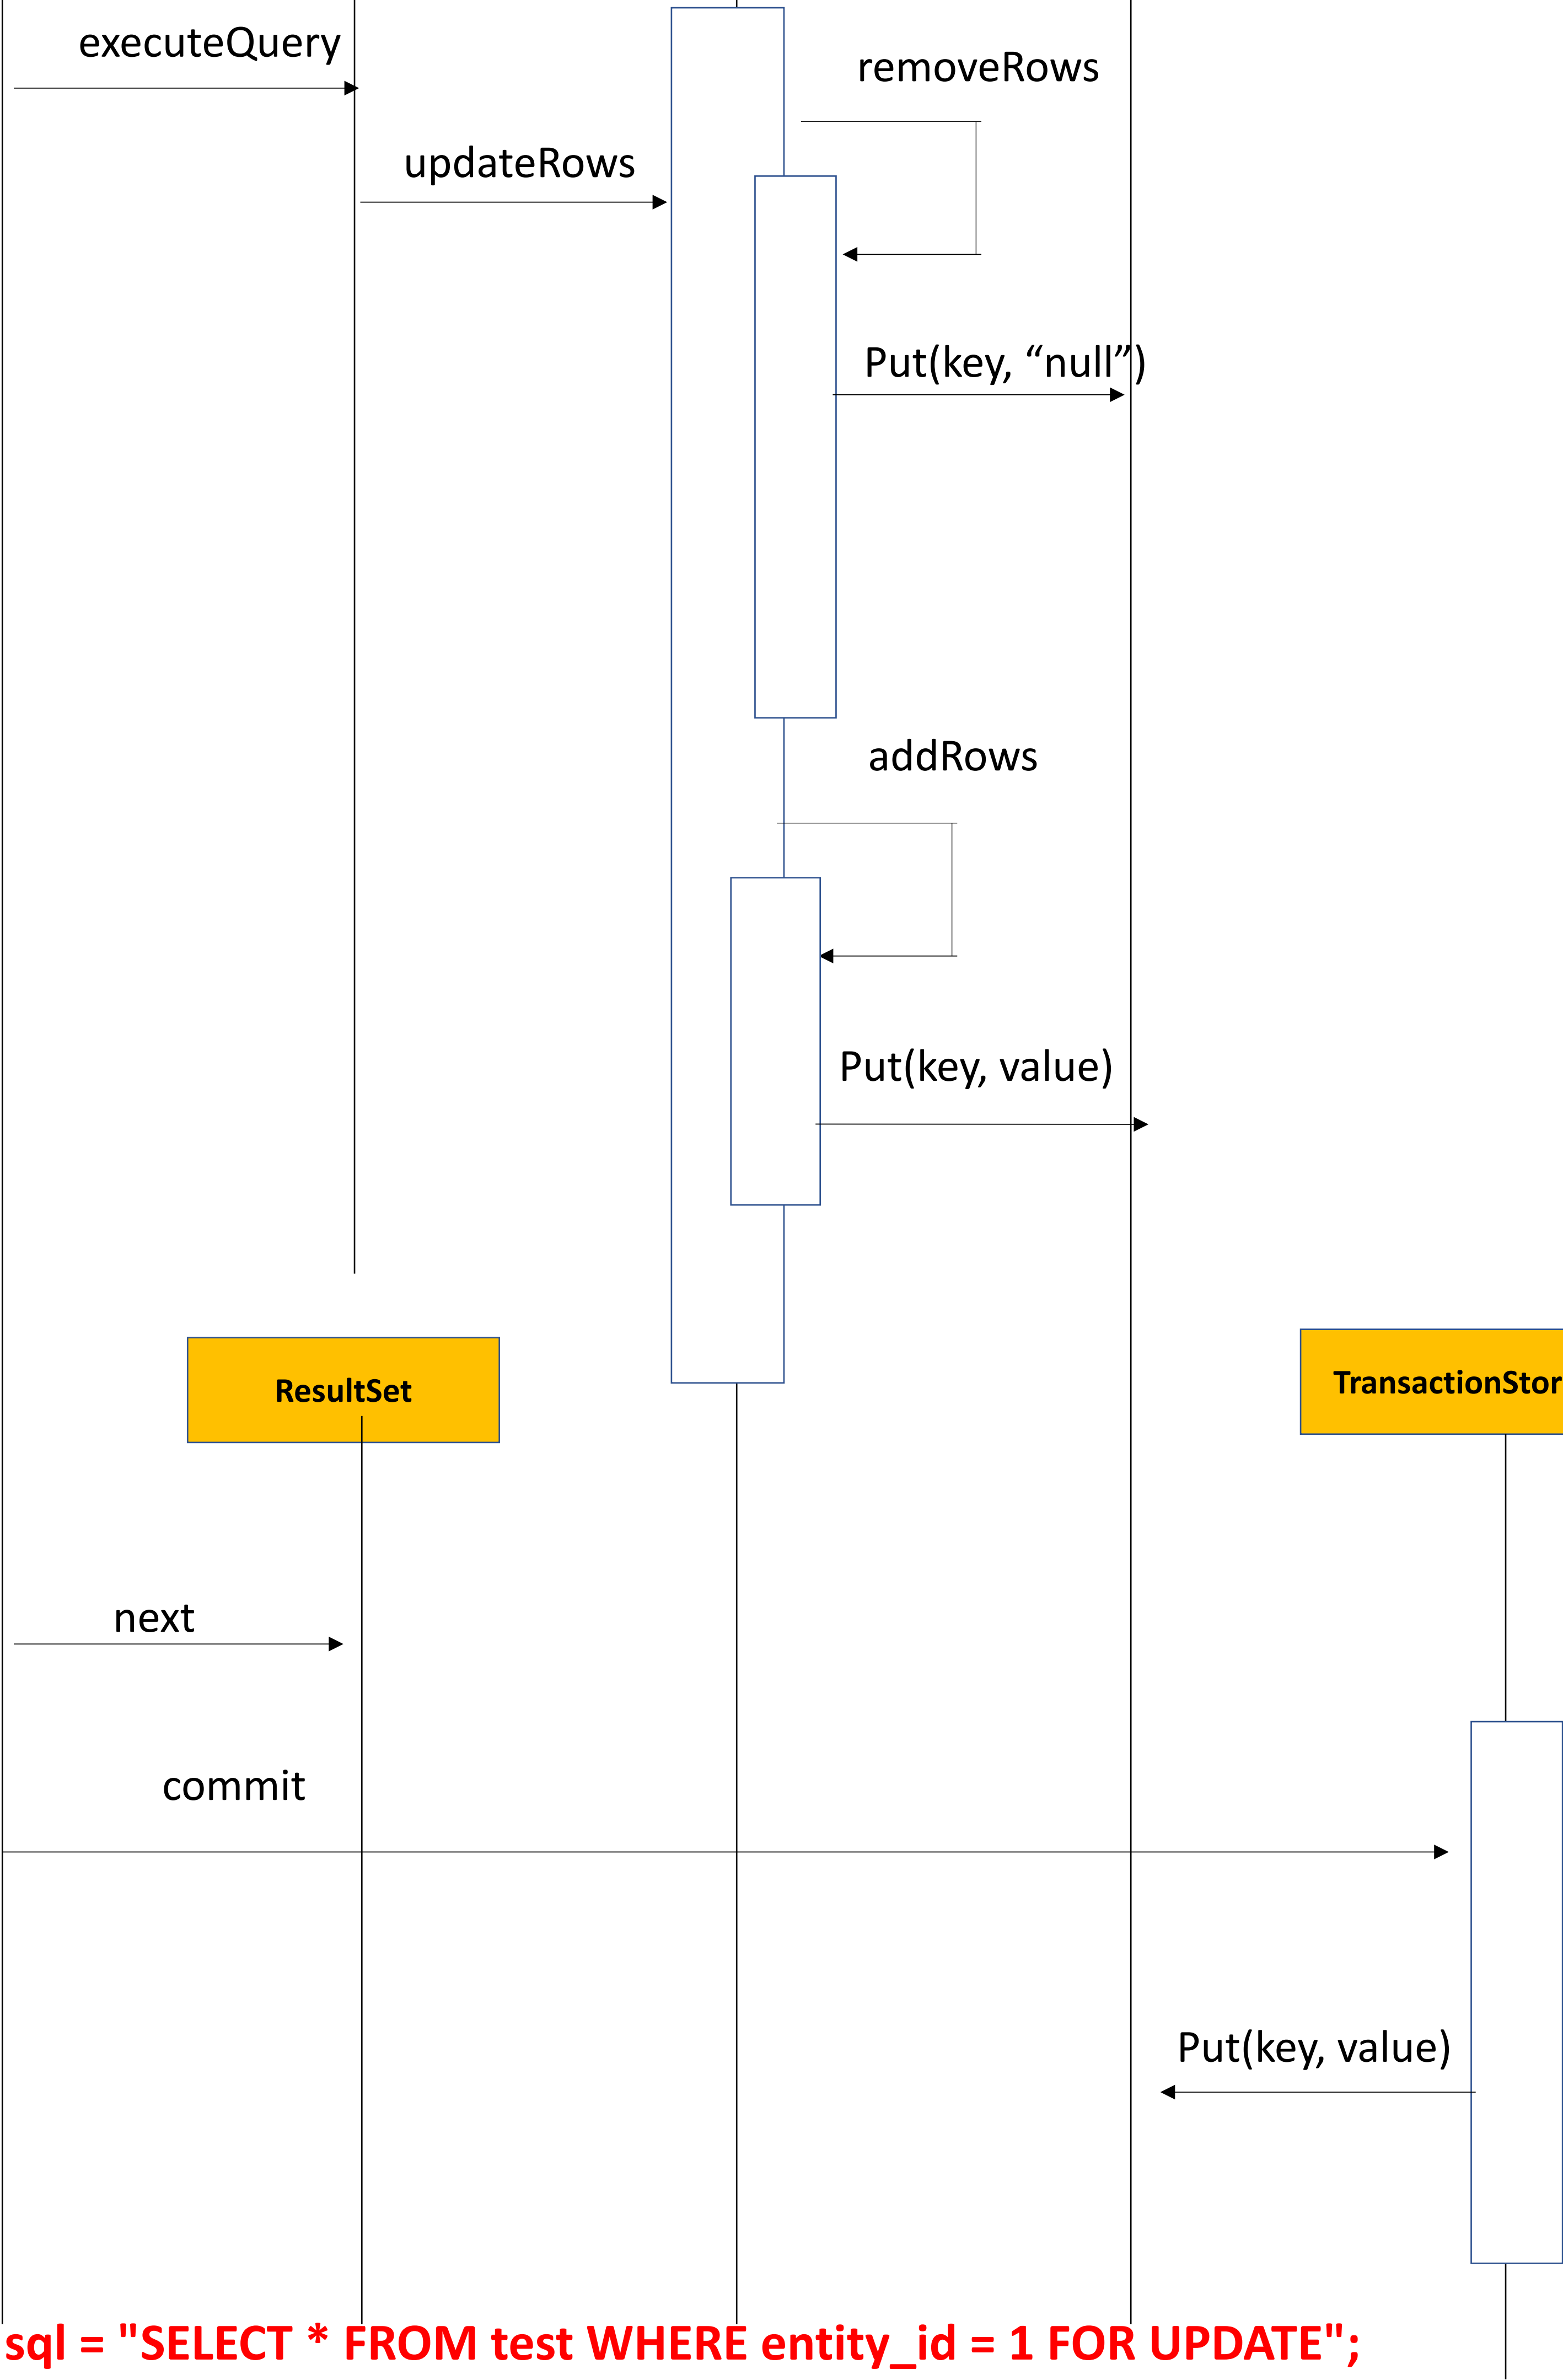 executeQuery
removeRows
updateRows
Put(key, “null”)
addRows
Put(key, value)
ResultSet
TransactionStor
next
commit
Put(key, value)
sql = "SELECT * FROM test WHERE entity_id = 1 FOR UPDATE";